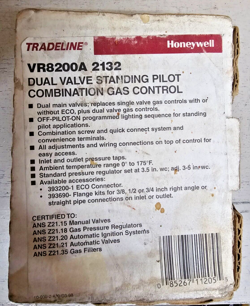 TRADELINE® Honeywell
VR8200A 2132
DUAL VALVE STANDING PILOT
COMBINATION GAS CONTROL
• Dual main valves; replaces single valve gas controls with or
without ECO, plus dual valve gas controls.
• OFF-PILOT-ON programmed lighting sequence for standing
pilot applications.
• Combination screw and quick connect system and
convenience terminals.
• All adjustments and wiring connections on top of control for
easy access.
• Inlet and outlet pressure taps.
• Ambient temperature range 0° to 175°F.
• Standard pressure regulator set at 3.5 in. wc; adj. 3-5 in. wc.
• Available accessories:
• 393200-1 ECO Connector.
• 393690- Flange kits for 3/8, 1/2 or 3/4 inch right angle or
straight pipe connections on inlet or outlet.
CERTIFIED TO:
ANS Z21.15 Manual Valves
ANS Z21.18 Gas Pressure Regulators
ANS Z21.20 Automatic Ignition Systems
ANS Z21.21 Automatic Valves
ANS Z21.35 Gas Filters
0 85267 11205